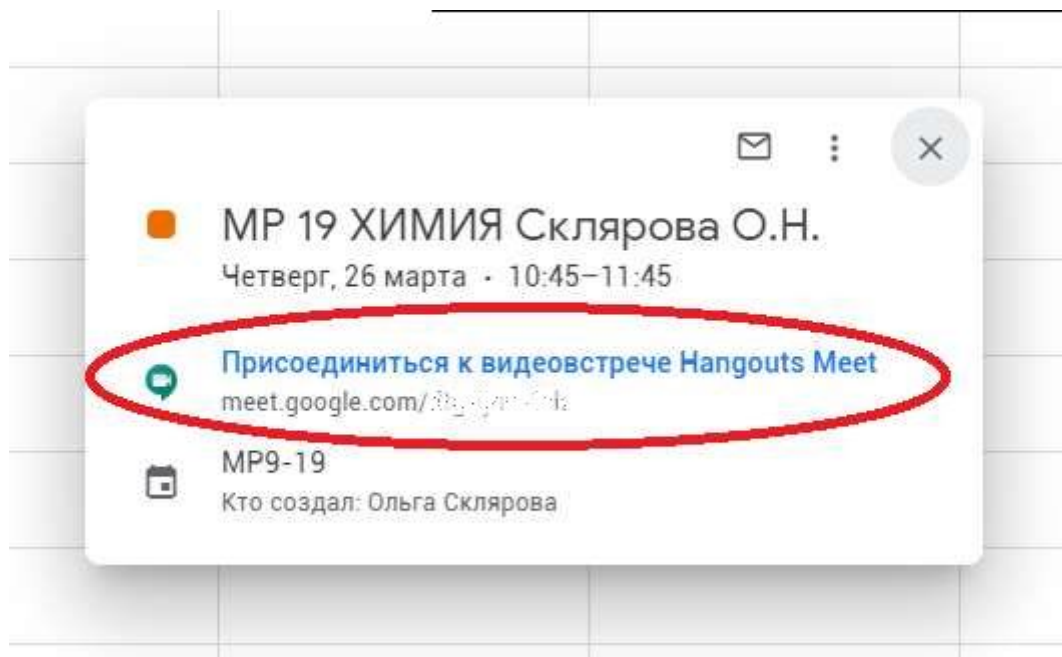 МР 19 ХИМИЯ Склярова О.Н.
Четверг, 26 марта · 10:45–11:45
Присоединиться к видеовстрече Hangouts Meet
meet.google.com/
МР9-19
Кто создал: Ольга Склярова